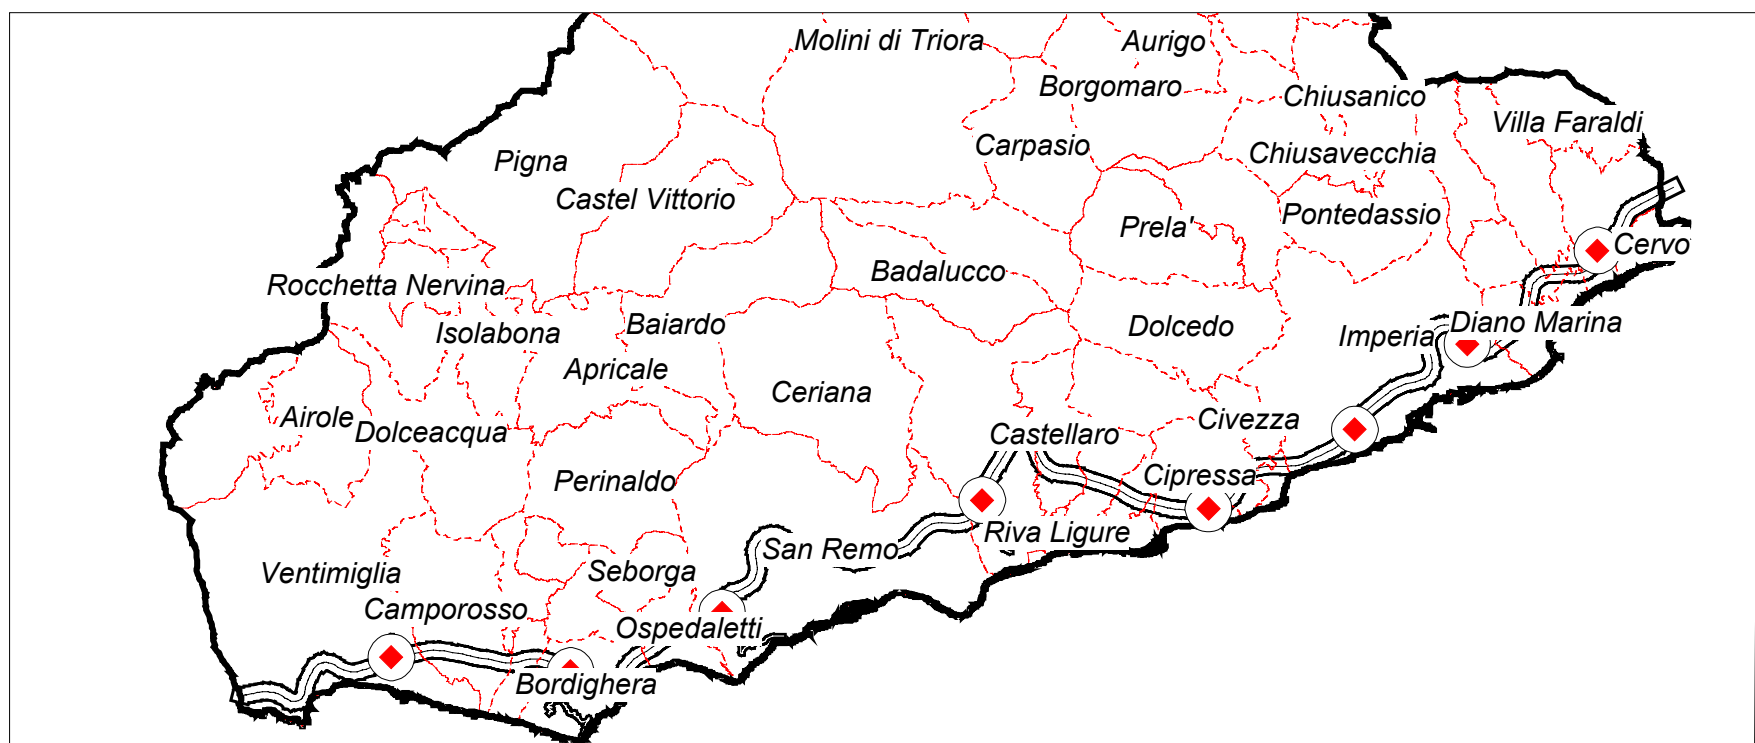 Molini di Triora
Aurigo
Borgomaro
Chiusanico
Villa Faraldi
Carpasio
Chiusavecchia
Pigna
Castel Vittorio
Pontedassio
Prela'
Cervo
Badalucco
Rocchetta Nervina
Isolabona
Baiardo
Dolcedo
Imperia
Diano Marina
Apricale
Ceriana
Airole
Dolceacqua
Civezza
Castellaro
Cipressa
Perinaldo
Riva Ligure
San Remo
Ventimiglia
Seborga
Camporosso
Ospedaletti
Bordighera